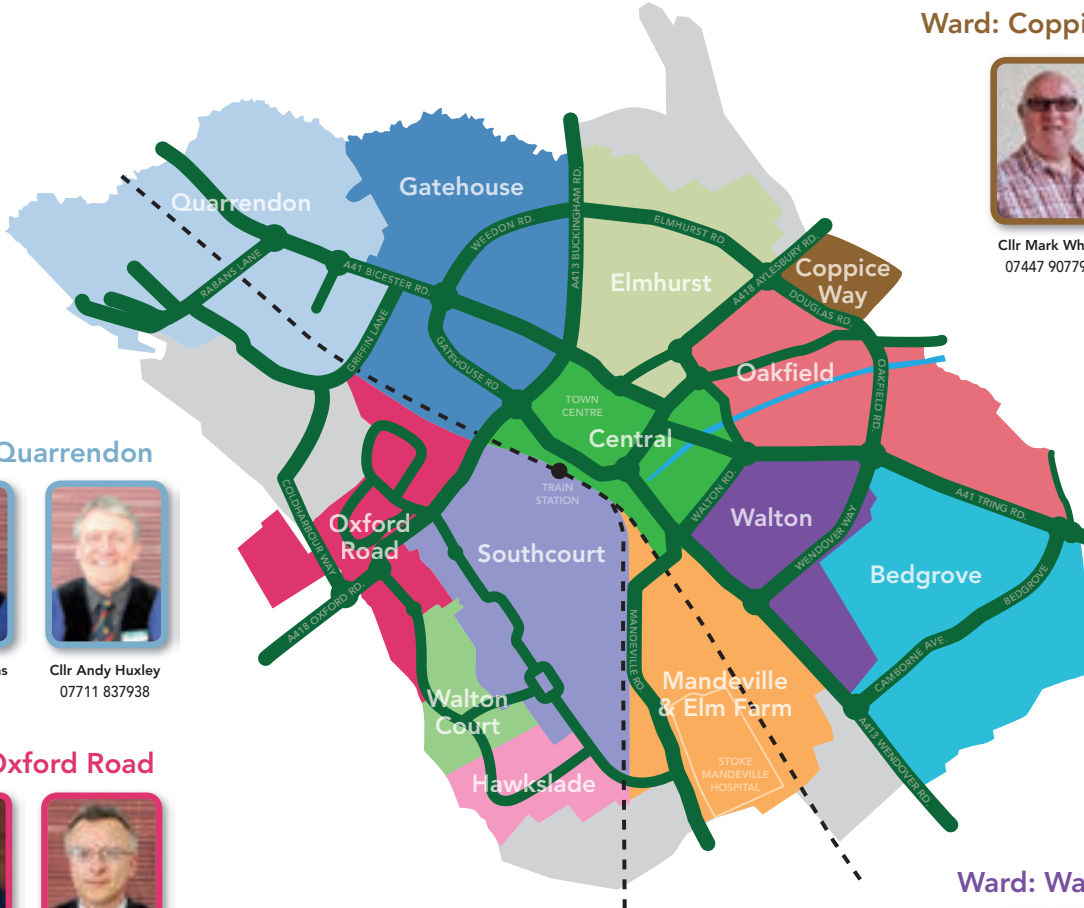 Ward: Coppi
Cllr Mark Wh
07447 90779
Quarrendon
Gatehouse
Elmhurst
Coppice
Way
Oakfield
TOWN
CENTRE
Central
TRAIN
STATION
Walton
Bedgrove
Oxford
Road
Southcourt
Walton
Court
Hawkslade
Mandeville
& Elm Farm
STOKE
MANDEVILLE
HOSPITAL
RABANS LANE
A41 BICESTER RD.
GRIFFIN LANE
WEEDON RD.
GATEHOUSE RD
A413 BUCKINGHAM RD.
ELMHURST RD.
A418 AYLESBURY RD.
DOUGLAS RD.
OAKFIELD RD.
WALTON RD.
WENDOVER WAY
A41 TRING RD.
BEDGROVE
CAMBORNE AVE.
A413 WENDOVER RD.
MANDEVILLE RD.
COLDHARBOUR WAY
A418 OXFORD RD.
Quarrendon
s
Cllr Andy Huxley
07711 837938
Oxford Road
Ward: Wa